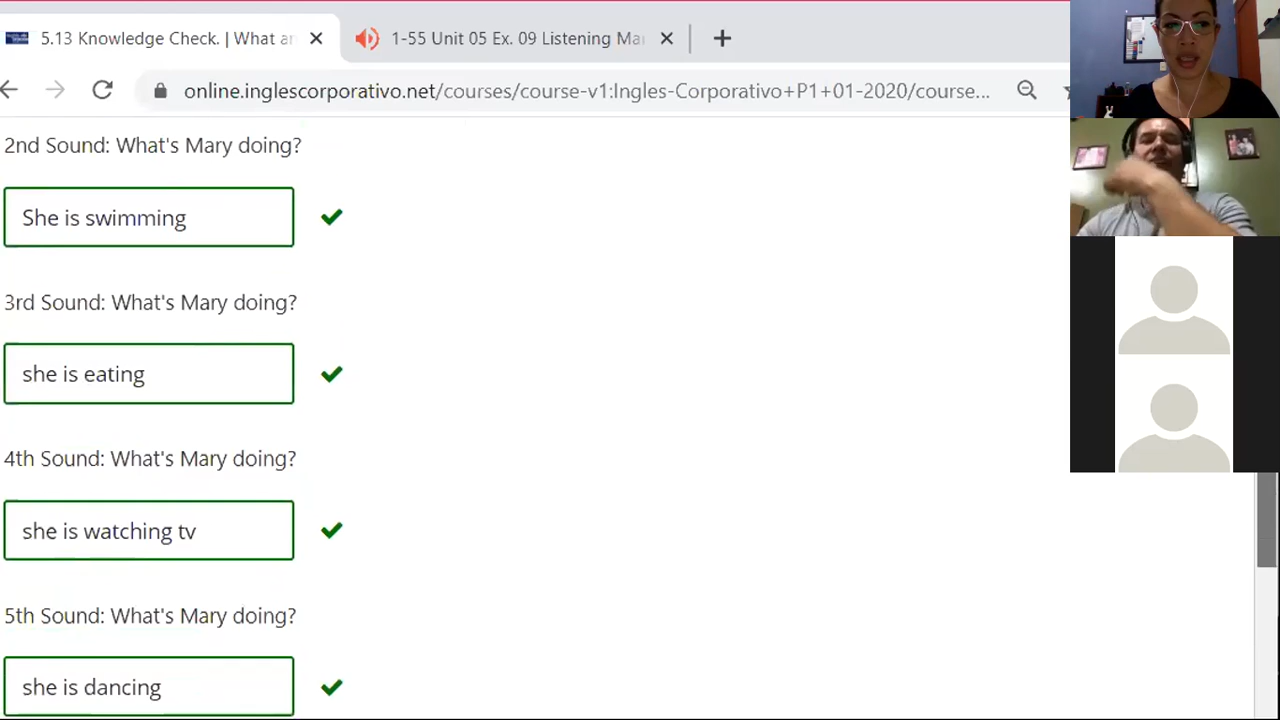 5.13 Knowledge Check. | What an
1-55 Unit 05 Ex. 09 Listening Ma
online.inglescorporativo.net/courses/course-v1:Ingles-Corporativo+P1+01-2020/course...
2nd Sound: What's Mary doing?
She is swimming
3rd Sound: What's Mary doing?
she is eating
4th Sound: What's Mary doing?
she is watching tv
5th Sound: What's Mary doing?
she is dancing